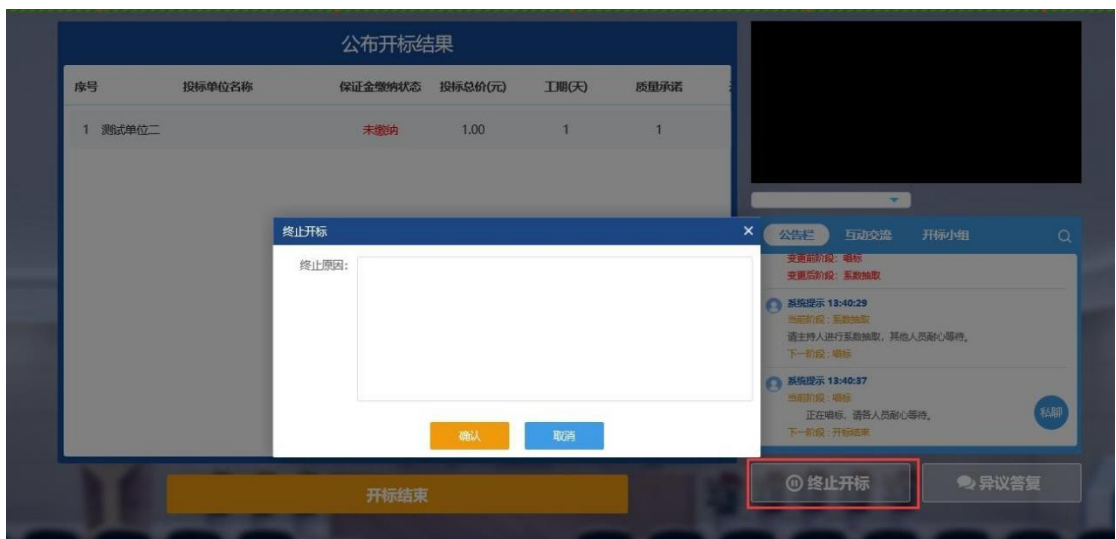 公布开标结果
序号 投标单位名称 保证金缴纳状态 投标总价(元) 工期(天) 质量承诺
1 测试单位二 未缴纳 1.00 1 1
终止开标 ×
终止原因:
确认 取消
开标结束
公告栏 互动交流 开标小组
变更前阶段: 唱标
变更后阶段: 系数抽取
系统提示 13:40:29
当前阶段 : 系数抽取
请主持人进行系数抽取, 其他人员耐心等待。
下一阶段 : 唱标
系统提示 13:40:37
当前阶段 : 唱标
正在唱标, 请各人员耐心等待。
下一阶段 : 开标结束
私聊
终止开标 异议答复